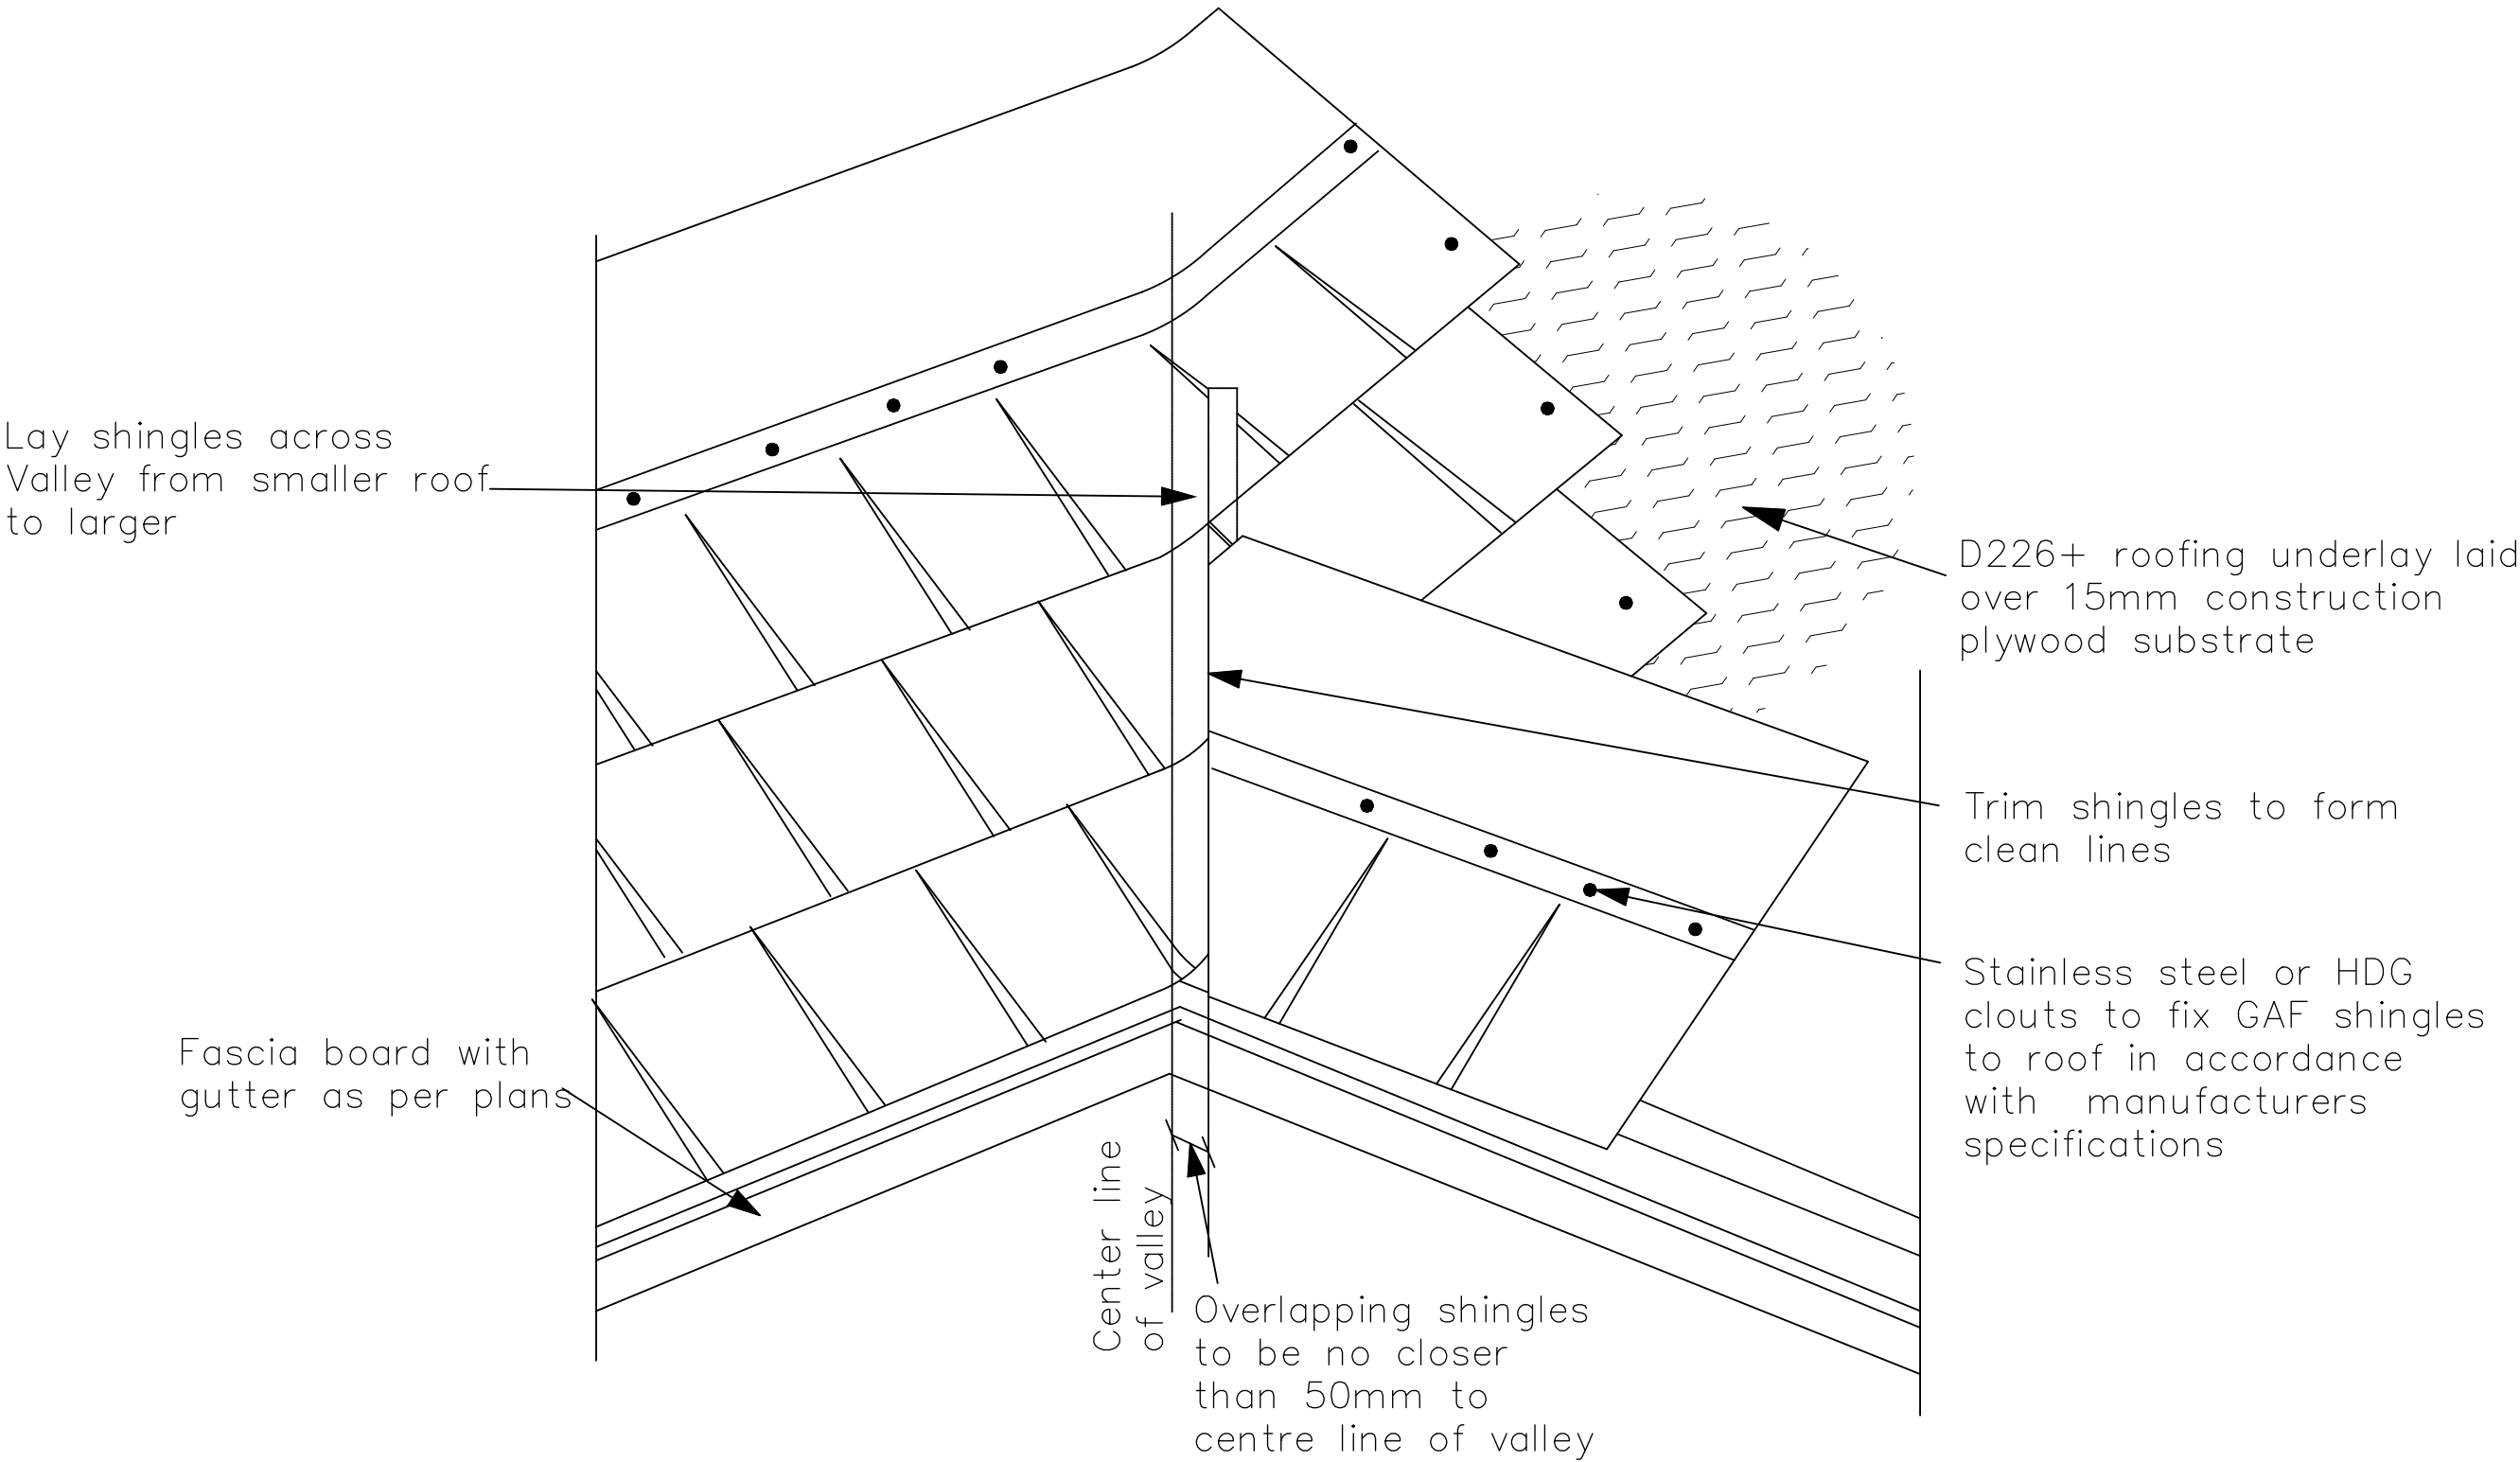 Lay shingles across
Valley from smaller roof
to larger
D226+ roofing underlay laid
over 15mm construction
plywood substrate
Trim shingles to form
clean lines
Stainless steel or HDG
clouts to fix GAF shingles
to roof in accordance
with manufacturers
specifications
Fascia board with
gutter as per plans
Center line
of valley
Overlapping shingles
to be no closer
than 50mm to
centre line of valley